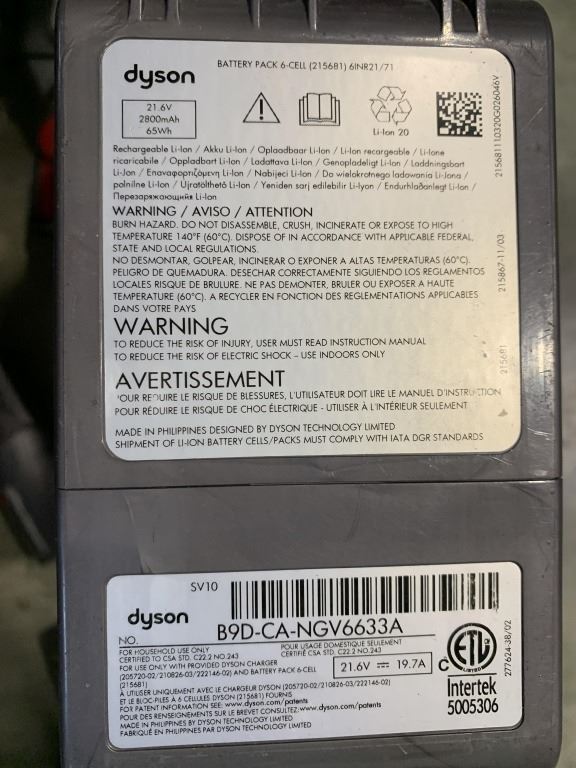 BATTERY PACK 6-CELL (215681) 6INR21/71
dyson
21.6V
2800mAh
65Wh
Li-Ion 20
215681110320G026046V
Rechargeable Li-Ion / Akku Li-Ion / Oplaadbaar Li-Ion / Li-Ion recargeable / Li-Ione
ricaricabile / Oppladbart Li-Ion / Ladattava Li-Ion / Genopladeligt Li-Ion / Laddningsbart
Li-Jon / Επαναφορτιζόμενη Li-Ion / Nabíjecí Li-Ion / Do wielokrotnego ladowania Li-Jona /
polnilne Li-Ion / Ujratölthető Li-Ion / Yeniden sarj edilebilir Li-Iyon / Endurhlaðanlegt Li-Ion /
Перезаряжающийя Li-Ion
WARNING / AVISO / ATTENTION
BURN HAZARD. DO NOT DISASSEMBLE, CRUSH, INCINERATE OR EXPOSE TO HIGH
TEMPERATURE 140°F (60°C). DISPOSE OF IN ACCORDANCE WITH APPLICABLE FEDERAL,
STATE AND LOCAL REGULATIONS.
NO DESMONTAR, GOLPEAR, INCINERAR O EXPONER A ALTAS TEMPERATURAS (60°C).
PELIGRO DE QUEMADURA. DESECHAR CORRECTAMENTE SIGUIENDO LOS REGLAMENTOS
LOCALES RISQUE DE BRULURE. NE PAS DEMONTER, BRULER OU EXPOSER A HAUTE
TEMPERATURE (60°C). A RECYCLER EN FONCTION DES REGLEMENTATIONS APPLICABLES
DANS VOTRE PAYS
215867-11/03
WARNING
TO REDUCE THE RISK OF INJURY, USER MUST READ INSTRUCTION MANUAL
TO REDUCE THE RISK OF ELECTRIC SHOCK – USE INDOORS ONLY
215681
AVERTISSEMENT
POUR REDUIRE LE RISQUE DE BLESSURES, L'UTILISATEUR DOIT LIRE LE MANUEL D'INSTRUCTION
POUR RÉDUIRE LE RISQUE DE CHOC ÉLECTRIQUE - UTILISER À L'INTÉRIEUR SEULEMENT
MADE IN PHILIPPINES DESIGNED BY DYSON TECHNOLOGY LIMITED
SHIPMENT OF LI-ION BATTERY CELLS/PACKS MUST COMPLY WITH IATA DGR STANDARDS
SV10
dyson
NO.
B9D-CA-NGV6633A
FOR HOUSEHOLD USE ONLY
CERTIFIED TO CSA STD. C22.2 NO.243
POUR USAGE DOMESTIQUE SEULEMENT
CERTIFIÉ CSA STD. C22.2 NO.243
FOR USE ONLY WITH PROVIDED DYSON CHARGER
(205720-02/210826-03/222146-02) AND BATTERY PACK 6-CELL
(215681)
21.6V ⎓ 19.7A
À UTILISER UNIQUEMENT AVEC LE CHARGEUR DYSON (205720-02/210826-03/222146-02)
ET LE BLOC-PILES A 6 CELLULES DYSON (215681) FOURNIS
FOR PATENT INFORMATION SEE: www.dyson.com/patents
POUR DES RENSEIGNEMENTS SUR LE BREVET CONSULTEZ: www.dyson.com/patents
MADE IN PHILIPPINES BY DYSON TECHNOLOGY LIMITED
FABRIQUÉ EN PHILIPPINES PAR DYSON TECHNOLOGY LIMITED
C ETL
LISTED
Intertek
5005306
277624-38/02